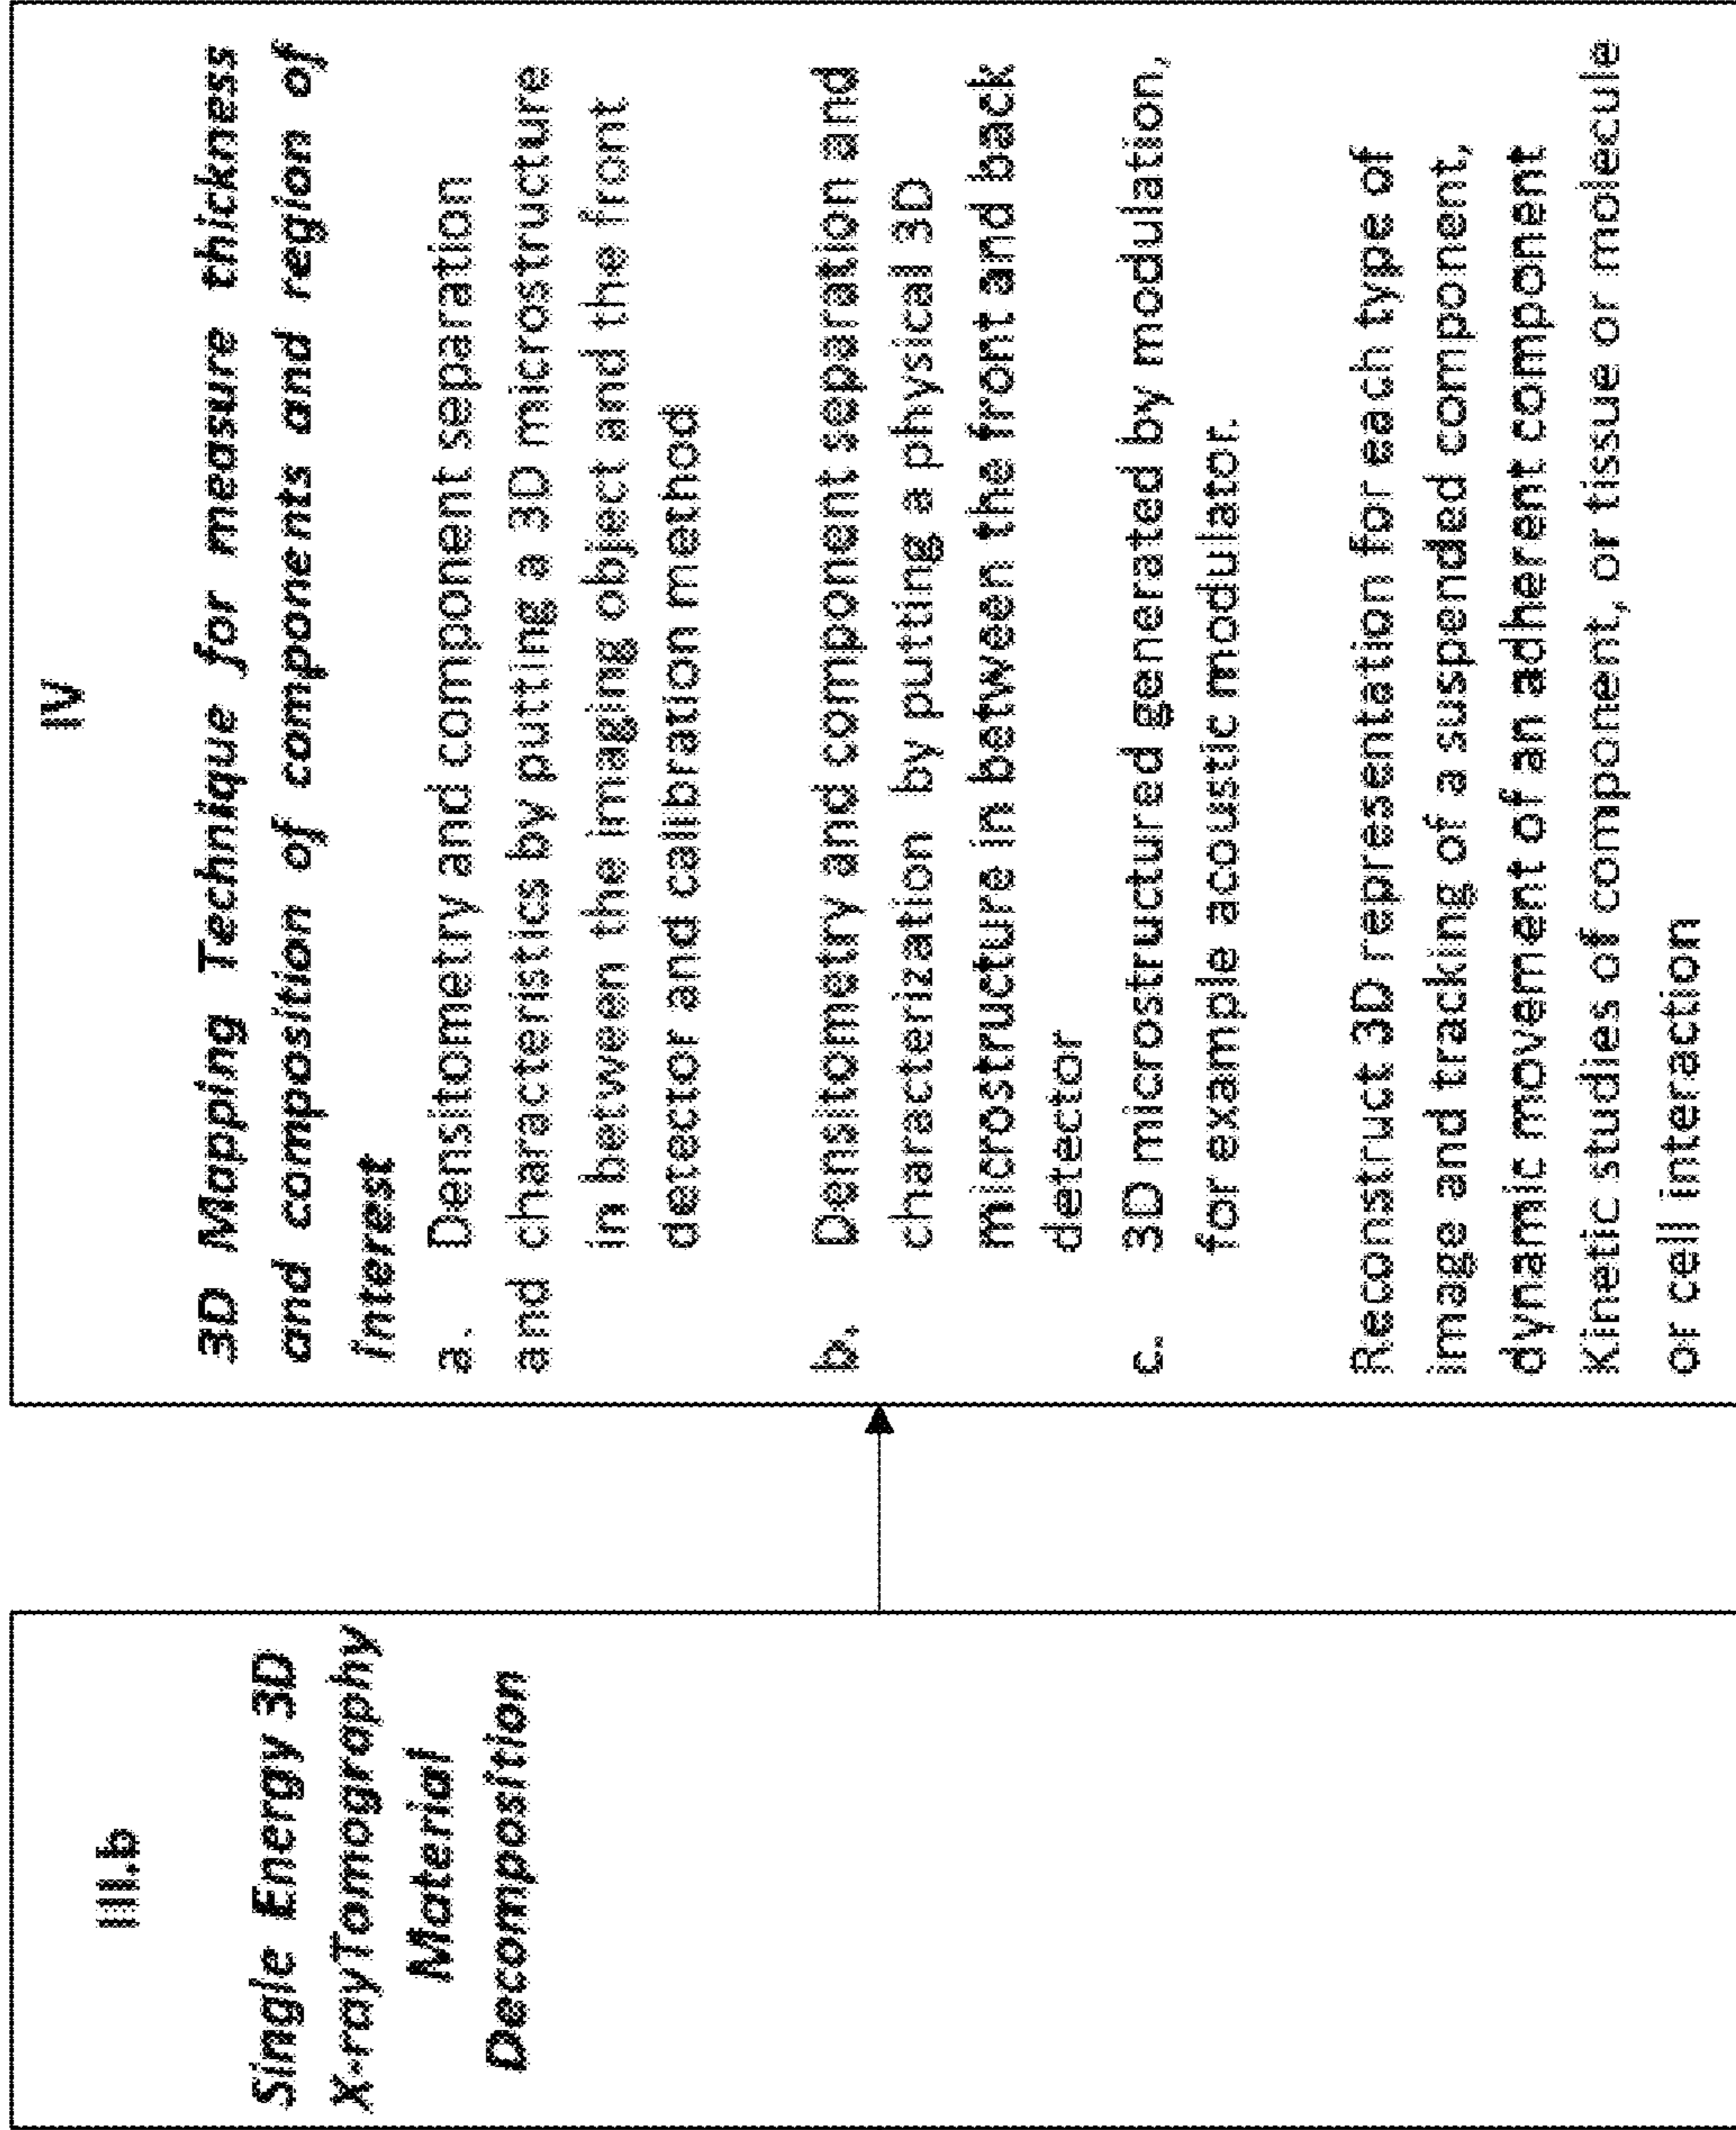 III.b
Single Energy 3D
X-rayTomography
Material
Decomposition
IV
3D Mapping Technique for measure thickness
and composition of components and region of
interest
a. Densitometry and component separation
and characteristics by putting a 3D microstructure
in between the imaging object and the front
detector and calibration method
b. Densitometry and component separation and
characterization by putting a physical 3D
microstructure in between the front and back
detector
c. 3D microstructured generated by modulation,
for example acoustic modulator.
Reconstruct 3D representation for each type of
image and tracking of a suspended component,
dynamic movement of an adherent component
Kinetic studies of component, or tissue or molecule
or cell interaction